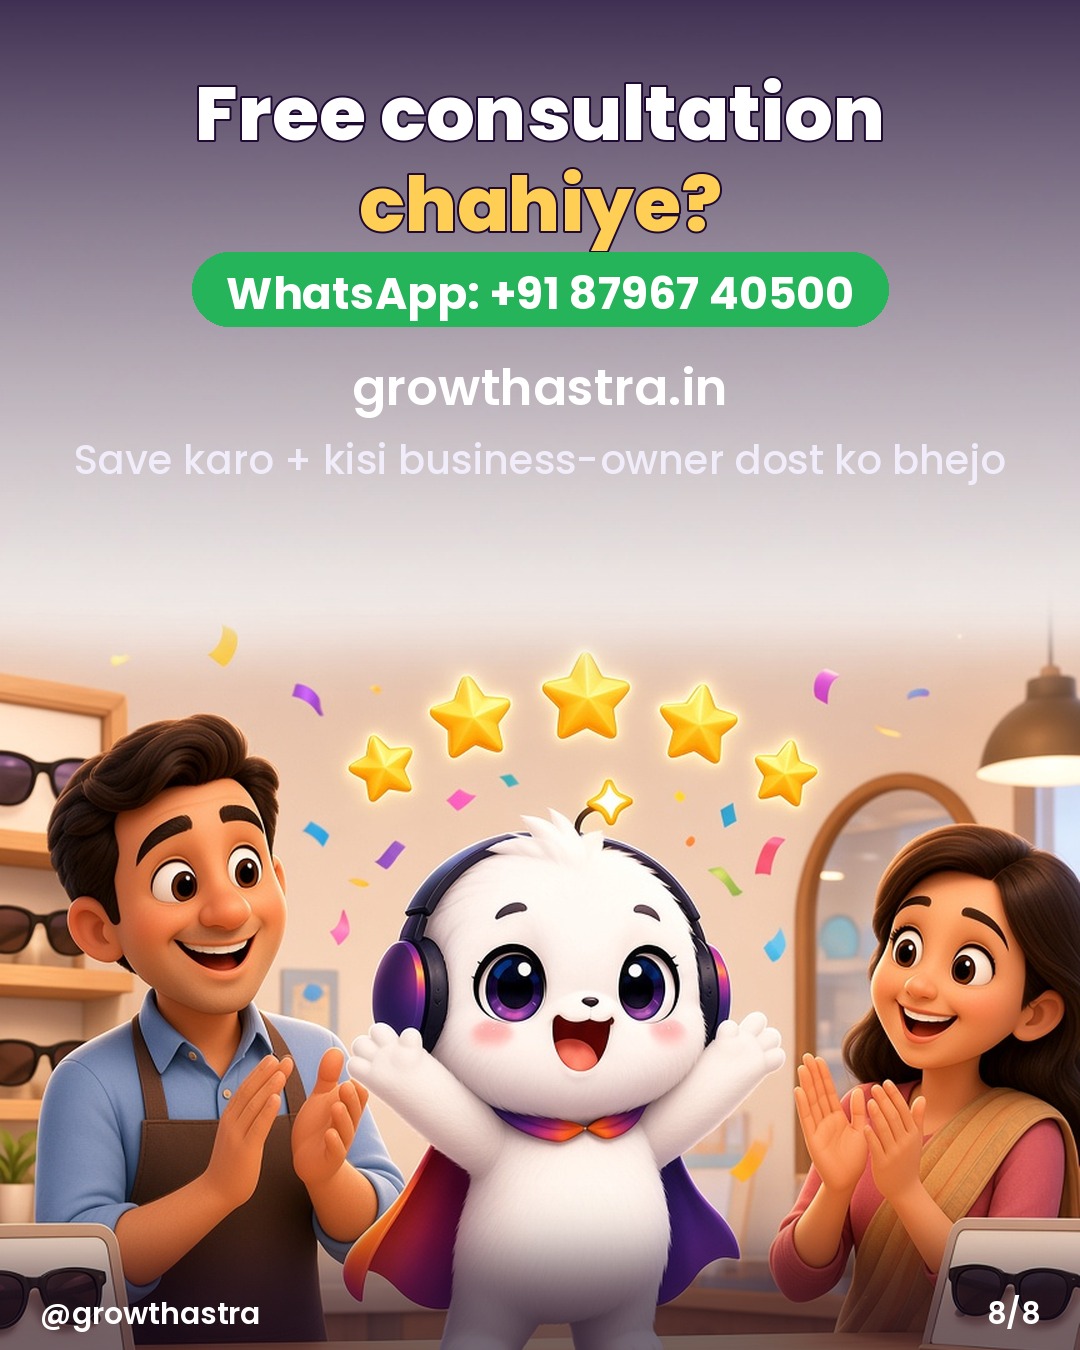 Free consultation
chahiye?
WhatsApp: +91 87967 40500
growthastra.in
Save karo + kisi business-owner dost ko bhejo
@growthastra
8/8